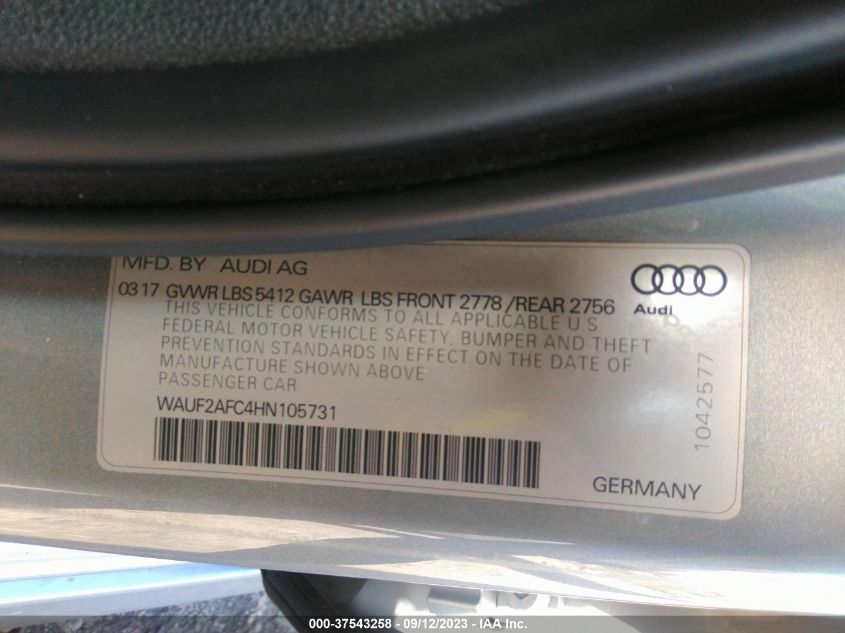 MFD. BY AUDI AG
03 17 GVWR LBS 5412 GAWR LBS FRONT 2778 /REAR 2756
THIS VEHICLE CONFORMS TO ALL APPLICABLE U.S.
FEDERAL MOTOR VEHICLE SAFETY, BUMPER AND THEFT
PREVENTION STANDARDS IN EFFECT ON THE DATE OF
MANUFACTURE SHOWN ABOVE
PASSENGER CAR
WAUF2AFC4HN105731
Audi
1042577
GERMANY
000-37543258 - 09/12/2023 - Copyright © IAA, Inc.